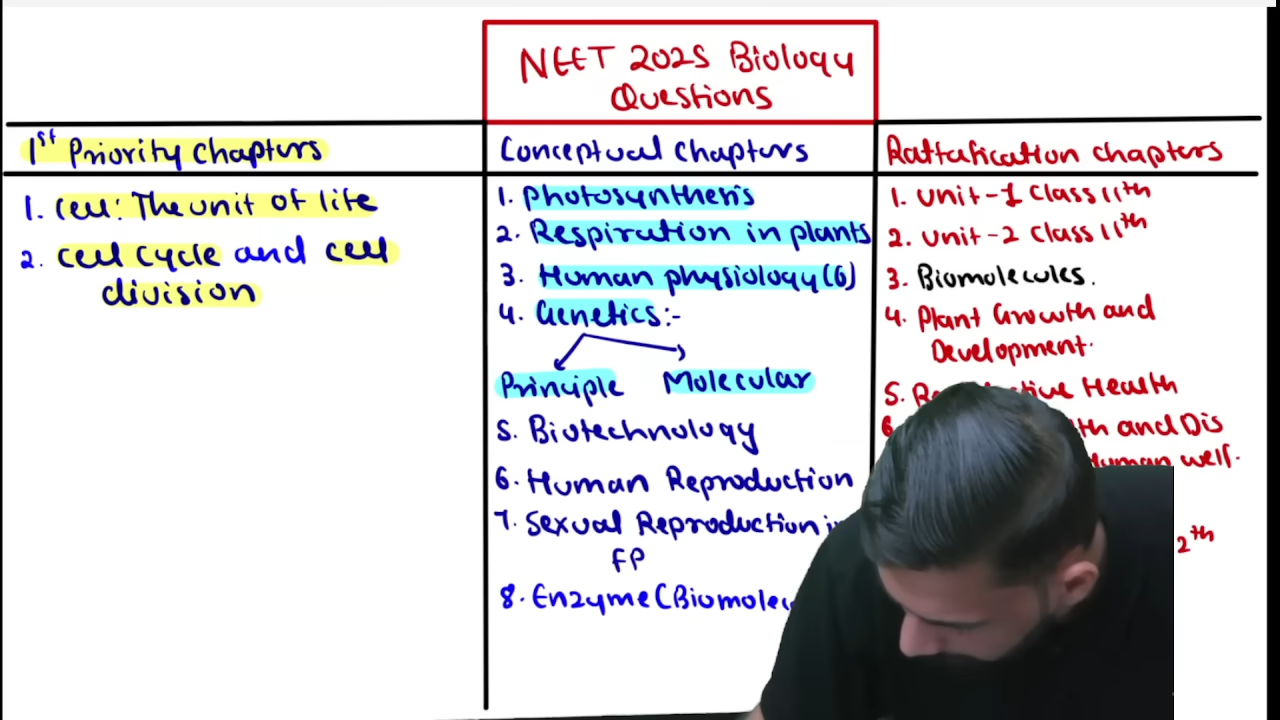 NEET 2025 Biology
Questions
1st Priority chapters
1. cell: The unit of life
2. cell cycle and cell
division
Conceptual chapters
1. photosynthesis
2. Respiration in plants
3. Human physiology (6)
4. Genetics:-
Principle Molecular
5. Biotechnology
6. Human Reproduction
7. Sexual Reproduction
FP
8. Enzyme (
Rattafication chapters
1. Unit-1 Class 11th
2. Unit-2 Class 11th
3. Biomolecules.
4. Plant Growth and
Development.
5. Health
6. and Dis
Human welf.